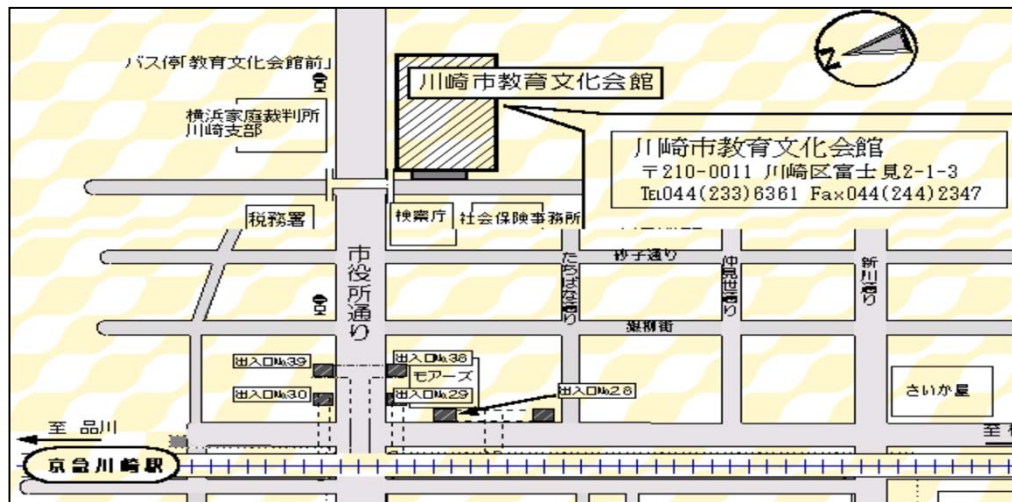 バス停「教育文化会館前」
川崎市教育文化会館
横浜家庭裁判所
川崎支部
川崎市教育文化会館
〒210-0011 川崎区富士見2-1-3
TEL044(233)6361 Fax044(244)2347
税務署
検察庁
社会保険事務所
市役所通り
たちばな通り
砂子通り
仲見世通り
新川通り
銀柳街
出入口No.39
出入口No.38
モアーズ
出入口No.30
出入口No.29
出入口No.28
さいか屋
至 品川
至
京急川崎駅
N